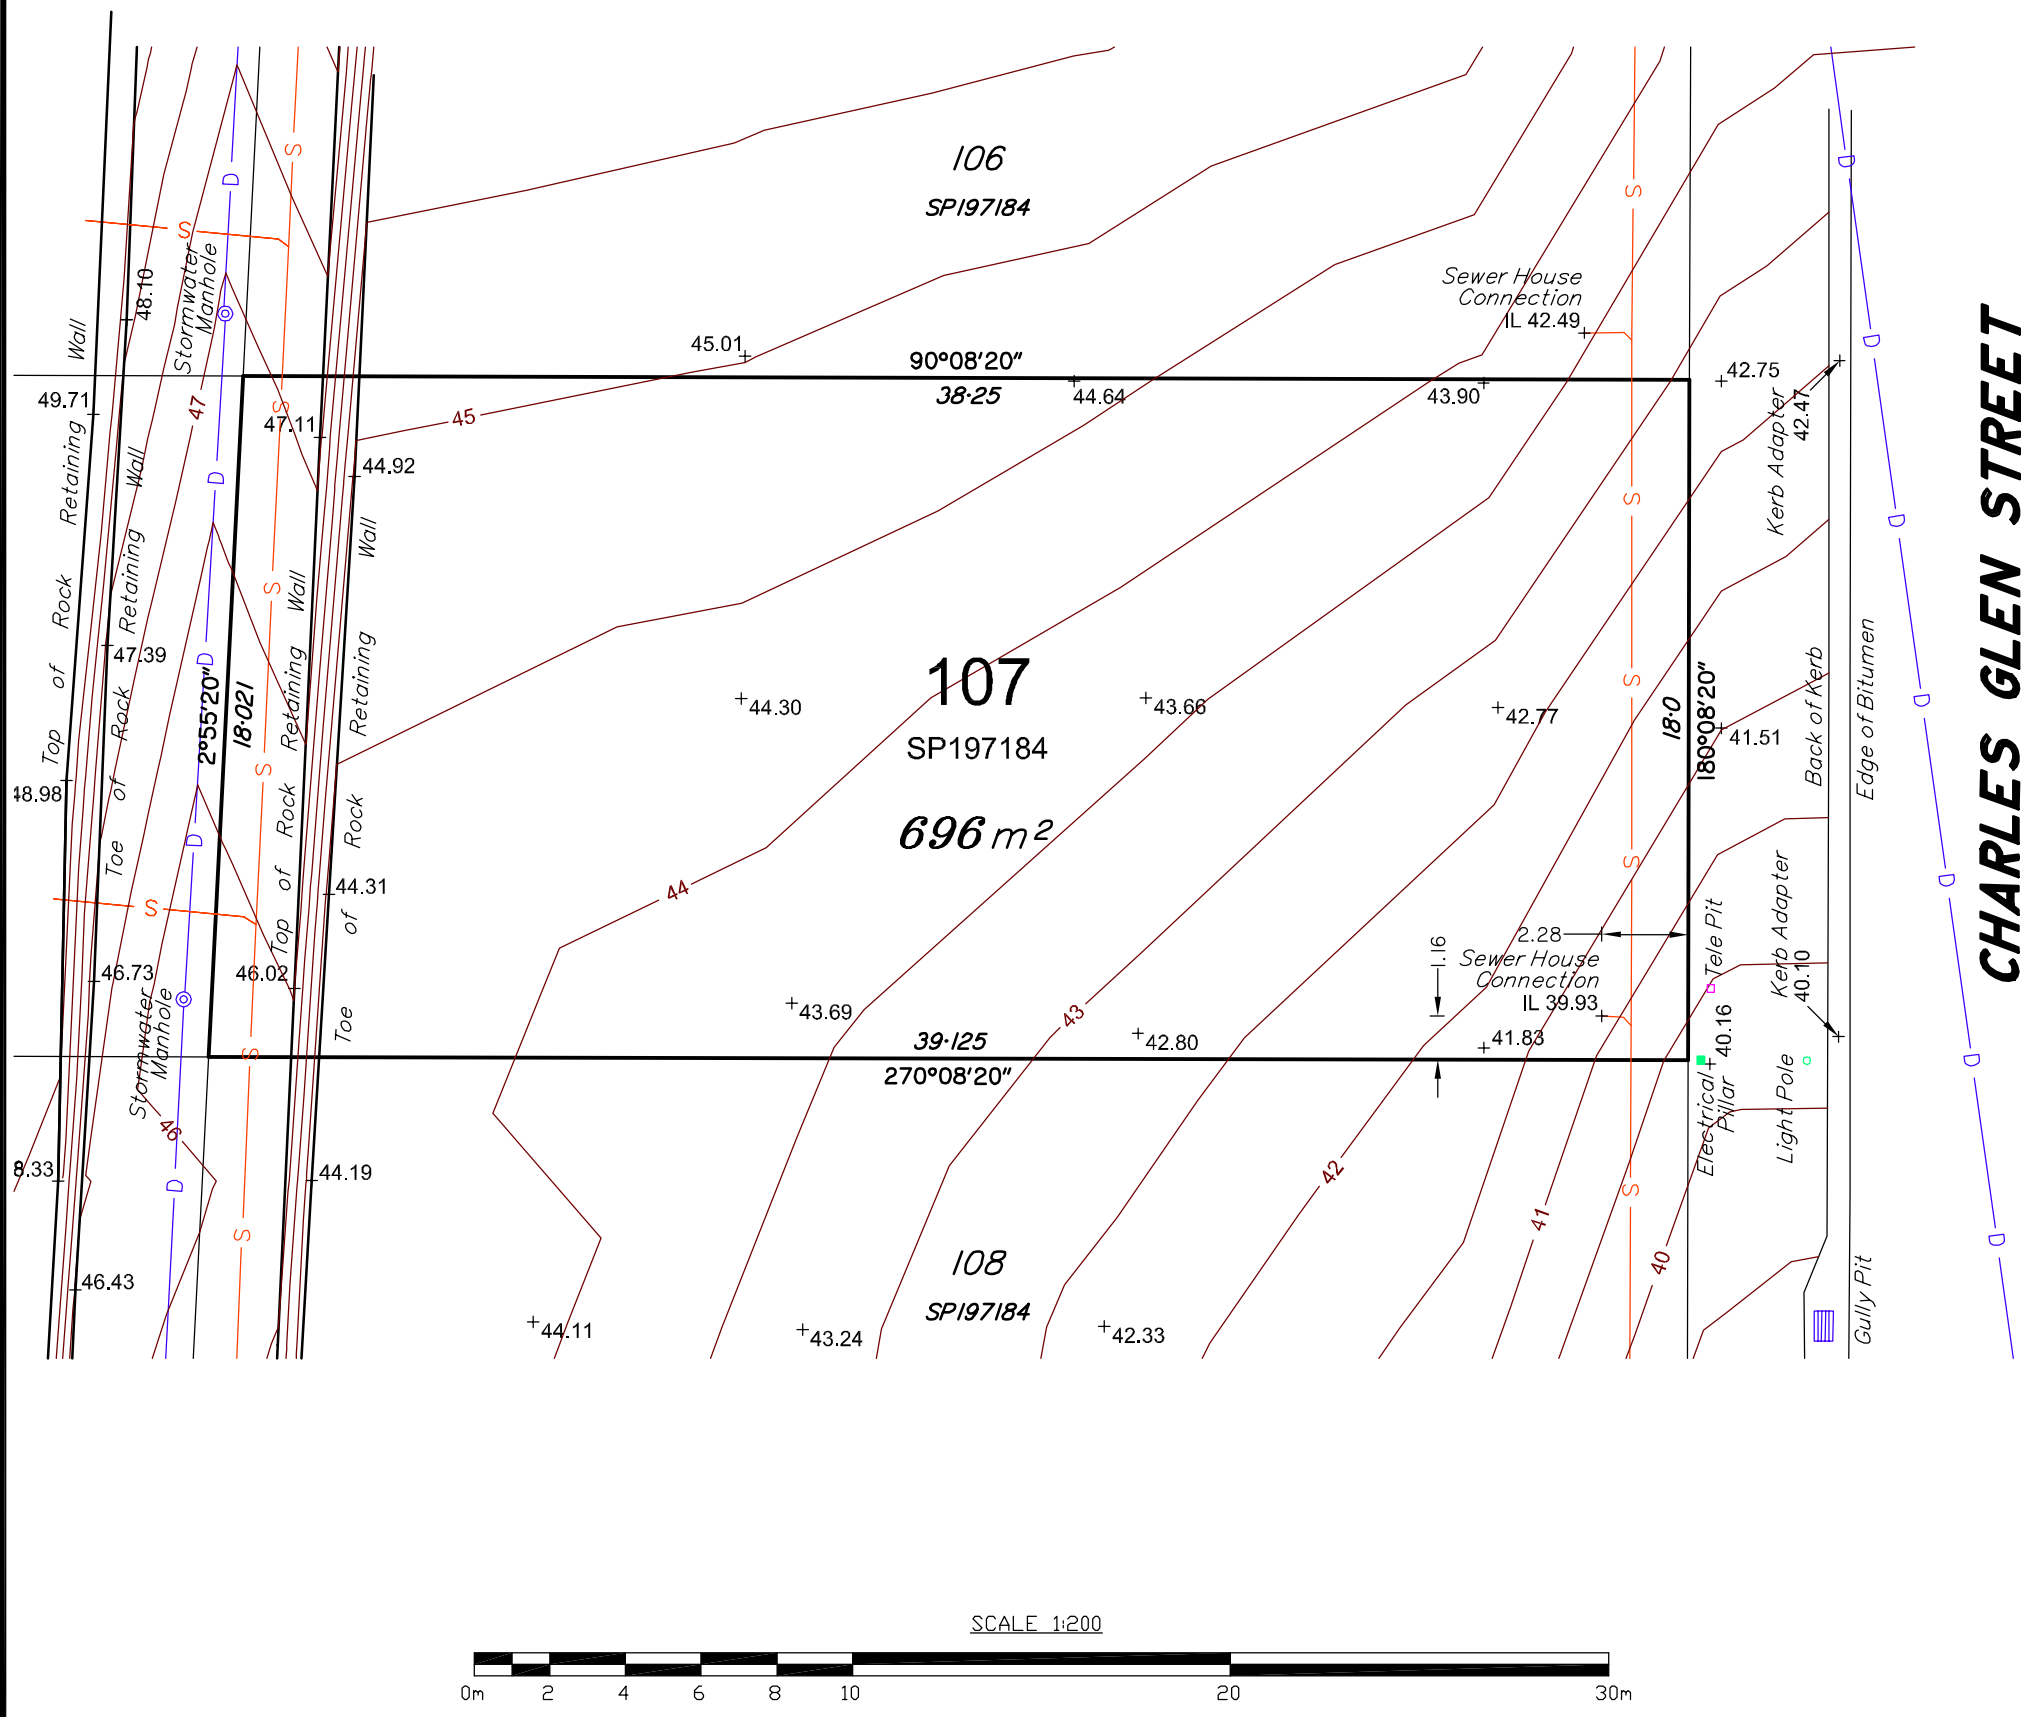 106
SP197184
Sewer House
Connection
IL 42.49
S
S
S
D
D
Stormwater
Manhole
48.10
Wall
45.01
90°08'20"
38·25
44.64
43.90
42.75
Kerb Adapter
42.47
D
49.71
47
47.11
45
44.92
Top of Rock Retaining Wall
Toe of Rock Retaining Wall
Top of Rock Retaining Wall
Toe of Rock Retaining Wall
S
D
S
D
CHARLES GLEN STREET
47.39
2°55'20"
18·021
D
S
S
107
SP197184
696 m²
44.30
43.66
42.77
S
18·0
180°08'20"
41.51
Back of Kerb
Edge of Bitumen
D
48.98
S
D
44
44.31
S
S
D
46.73
46.02
2.28
1.16
Sewer House
Connection
IL 39.93
Tele Pit
Kerb Adapter
40.10
Stormwater
Manhole
43.69
43
39·125
270°08'20"
42.80
41.83
40.16
Electrical
Pillar
Light Pole
S
D
46
8.33
44.19
D
S
42
S
41
40
D
46.43
108
SP197184
44.11
43.24
42.33
Gully Pit
SCALE 1:200
0m 2 4 6 8 10 20 30m